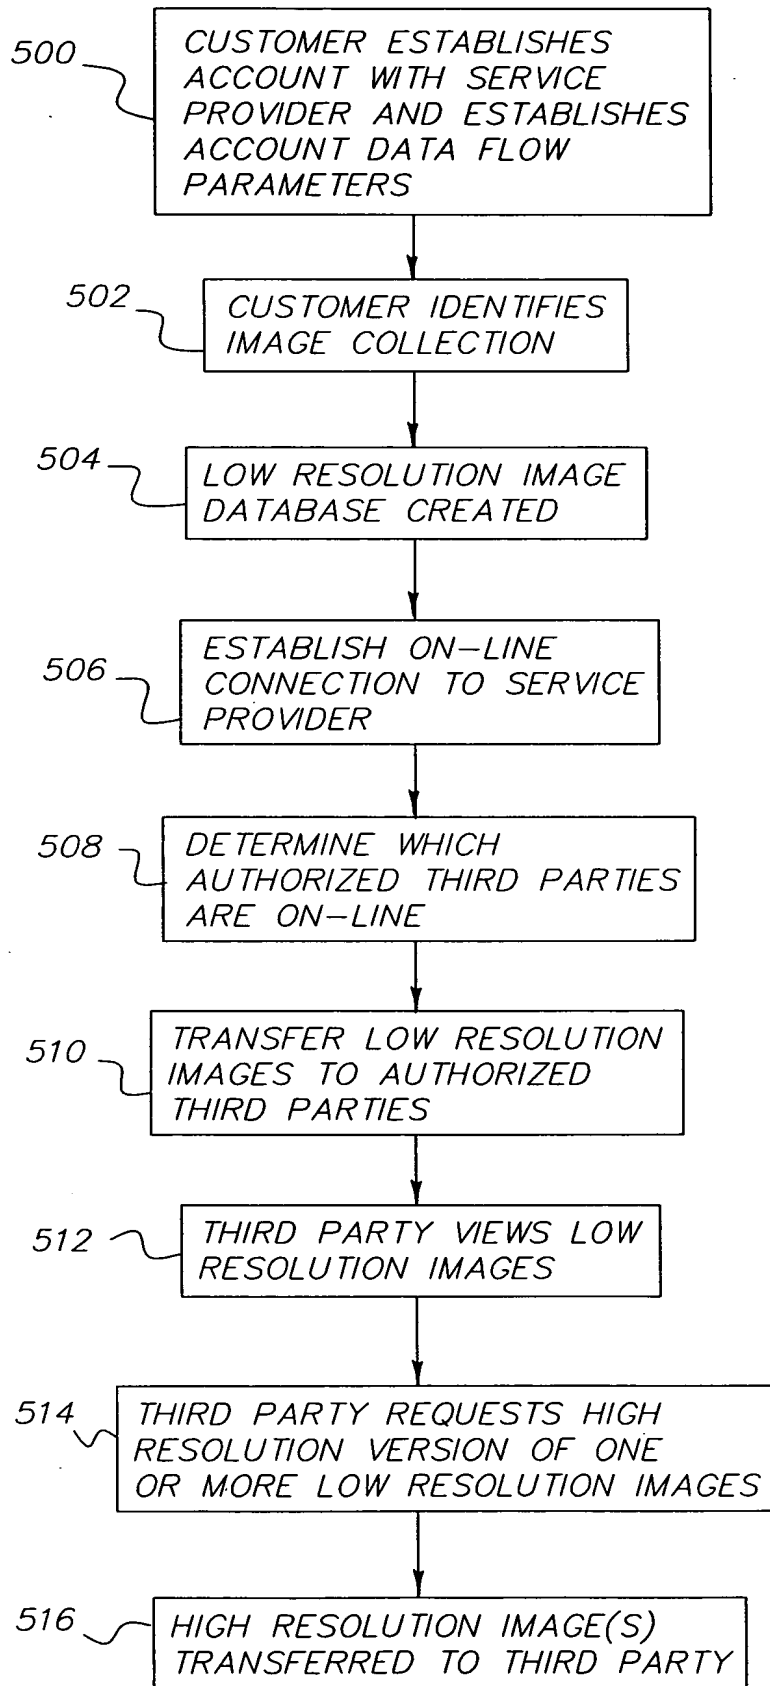 500
CUSTOMER ESTABLISHES
ACCOUNT WITH SERVICE
PROVIDER AND ESTABLISHES
ACCOUNT DATA FLOW
PARAMETERS
502
CUSTOMER IDENTIFIES
IMAGE COLLECTION
504
LOW RESOLUTION IMAGE
DATABASE CREATED
506
ESTABLISH ON-LINE
CONNECTION TO SERVICE
PROVIDER
508
DETERMINE WHICH
AUTHORIZED THIRD PARTIES
ARE ON-LINE
510
TRANSFER LOW RESOLUTION
IMAGES TO AUTHORIZED
THIRD PARTIES
512
THIRD PARTY VIEWS LOW
RESOLUTION IMAGES
514
THIRD PARTY REQUESTS HIGH
RESOLUTION VERSION OF ONE
OR MORE LOW RESOLUTION IMAGES
516
HIGH RESOLUTION IMAGE(S)
TRANSFERRED TO THIRD PARTY